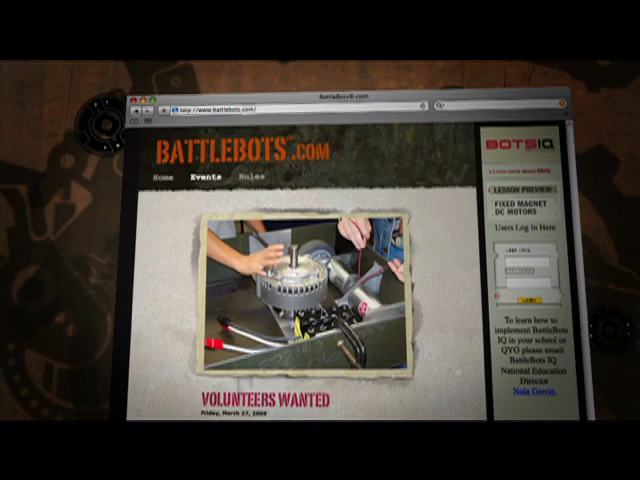 BattleBots®.com
http://www.battlebots.com/
BATTLEBOTS.COM
Home Events Rules
VOLUNTEERS WANTED
Friday, March 27, 2009
BOTSIQ
LESSON PREVIEW
FIXED MAGNET
DC MOTORS
Users Log In Here
To learn how to
implement BattleBots
IQ in your school or
QYO please email
BattleBots IQ
National Education
Director
Nola Garcia.